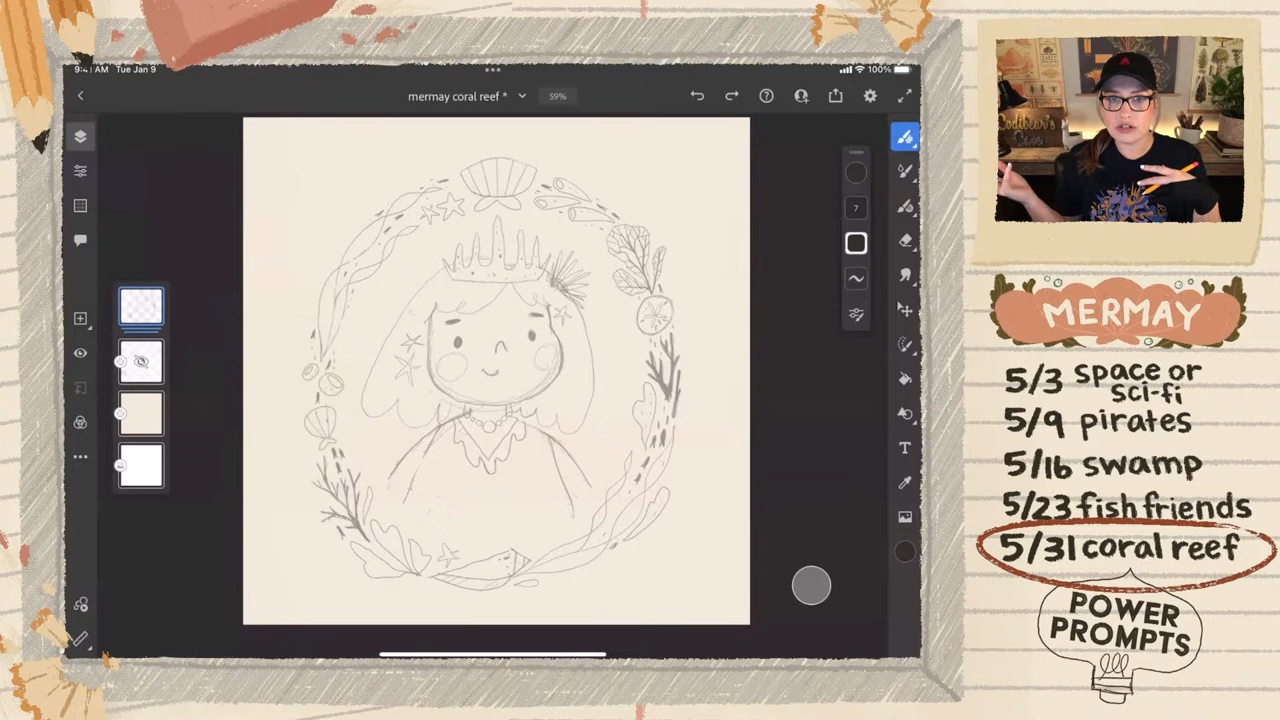 9:41 AM Tue Jan 9
100%
mermay coral reef *
59%
7
T
MERMAY
5/3 space or
sci-fi
5/9 pirates
5/16 swamp
5/23 fish friends
5/31 coral reef
POWER
PROMPTS